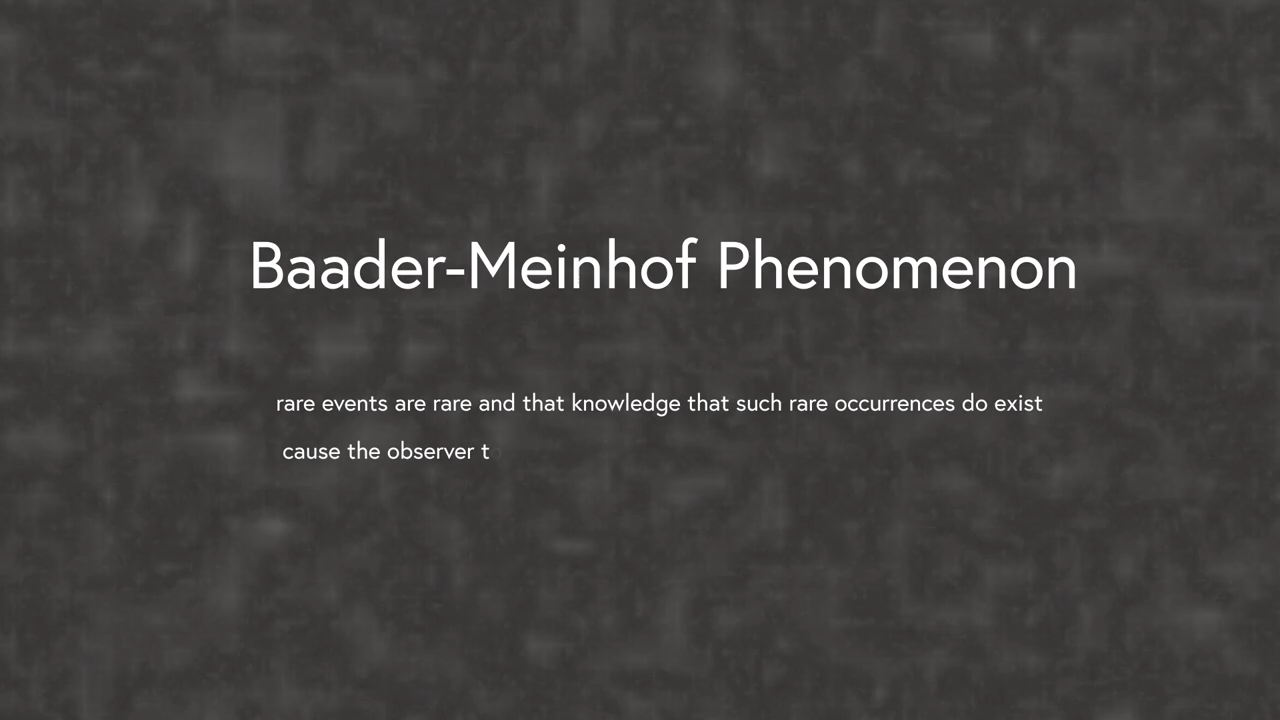 Baader-Meinhof Phenomenon
rare events are rare and that knowledge that such rare occurrences do exist
cause the observer t